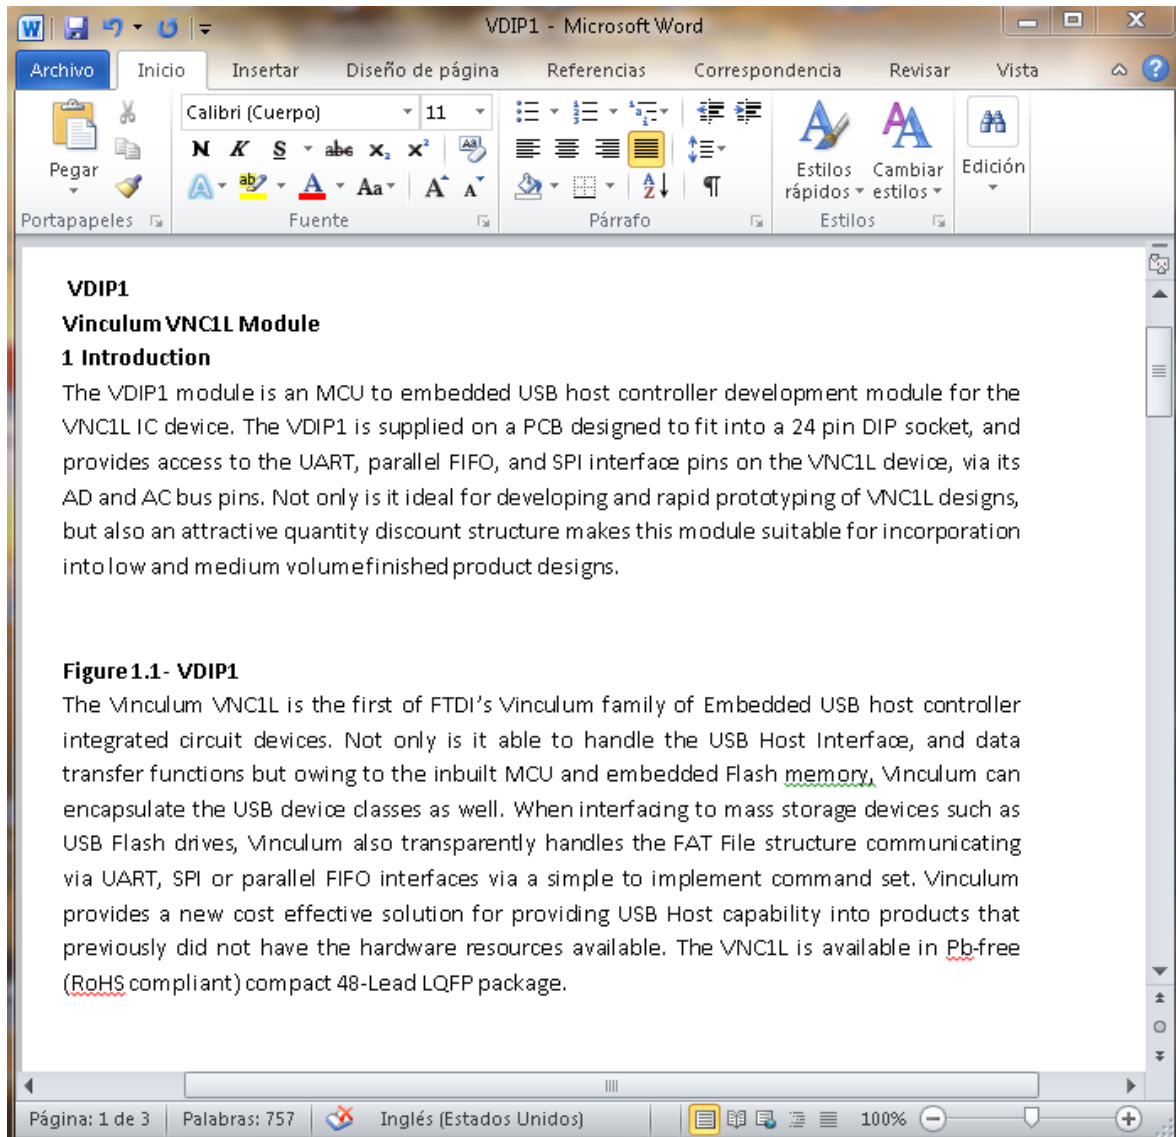 VDIP1 - Microsoft Word
Archivo Inicio Insertar Diseño de página Referencias Correspondencia Revisar Vista
Calibri (Cuerpo) 11
N K S abc x₂ x² Aa
Pegar
ab A Aa A A
A Z ¶
Estilos rápidos
Cambiar estilos
Edición
Portapapeles Fuente Párrafo Estilos
VDIP1
Vinculum VNC1L Module
1 Introduction
The VDIP1 module is an MCU to embedded USB host controller development module for the
VNC1L IC device. The VDIP1 is supplied on a PCB designed to fit into a 24 pin DIP socket, and
provides access to the UART, parallel FIFO, and SPI interface pins on the VNC1L device, via its
AD and AC bus pins. Not only is it ideal for developing and rapid prototyping of VNC1L designs,
but also an attractive quantity discount structure makes this module suitable for incorporation
into low and medium volume finished product designs.
Figure 1.1- VDIP1
The Vinculum VNC1L is the first of FTDI's Vinculum family of Embedded USB host controller
integrated circuit devices. Not only is it able to handle the USB Host Interface, and data
transfer functions but owing to the inbuilt MCU and embedded Flash memory, Vinculum can
encapsulate the USB device classes as well. When interfacing to mass storage devices such as
USB Flash drives, Vinculum also transparently handles the FAT File structure communicating
via UART, SPI or parallel FIFO interfaces via a simple to implement command set. Vinculum
provides a new cost effective solution for providing USB Host capability into products that
previously did not have the hardware resources available. The VNC1L is available in Pb-free
(RoHS compliant) compact 48-Lead LQFP package.
Página: 1 de 3 Palabras: 757 Inglés (Estados Unidos) 100%